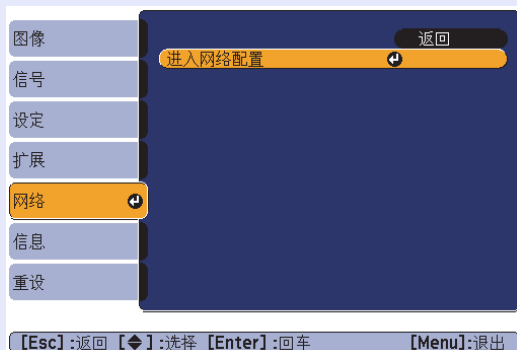 图像
信号
设定
扩展
网络
信息
重设
返回
进入网络配置
[Esc] :返回 [◆] :选择 [Enter] :回车 [Menu]:退出